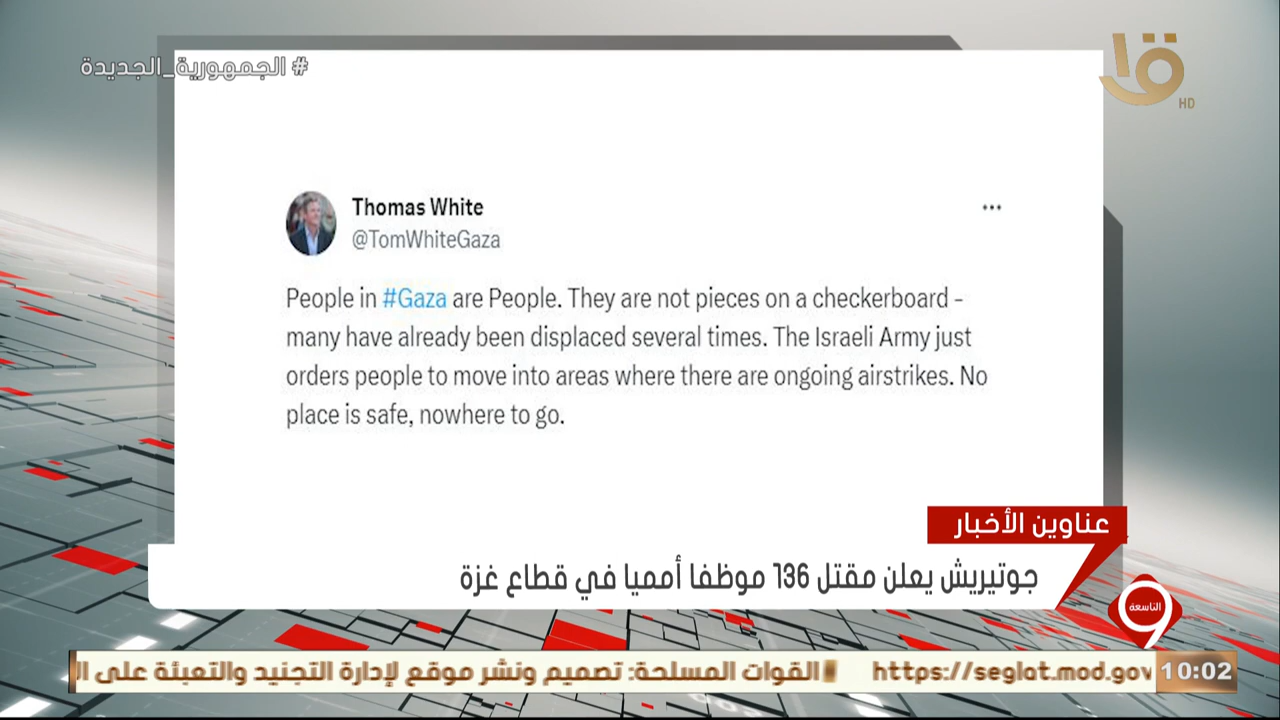 # الجمهورية_الجديدة
HD
Thomas White
@TomWhiteGaza
People in #Gaza are People. They are not pieces on a checkerboard -
many have already been displaced several times. The Israeli Army just
orders people to move into areas where there are ongoing airstrikes. No
place is safe, nowhere to go.
عناوين الأخبار
جوتيريش يعلن مقتل 136 موظفا أمميا في قطاع غزة
التاسعة
9
https://seglat.mod.gov
القوات المسلحة: تصميم ونشر موقع لإدارة التجنيد والتعبئة على
10:02